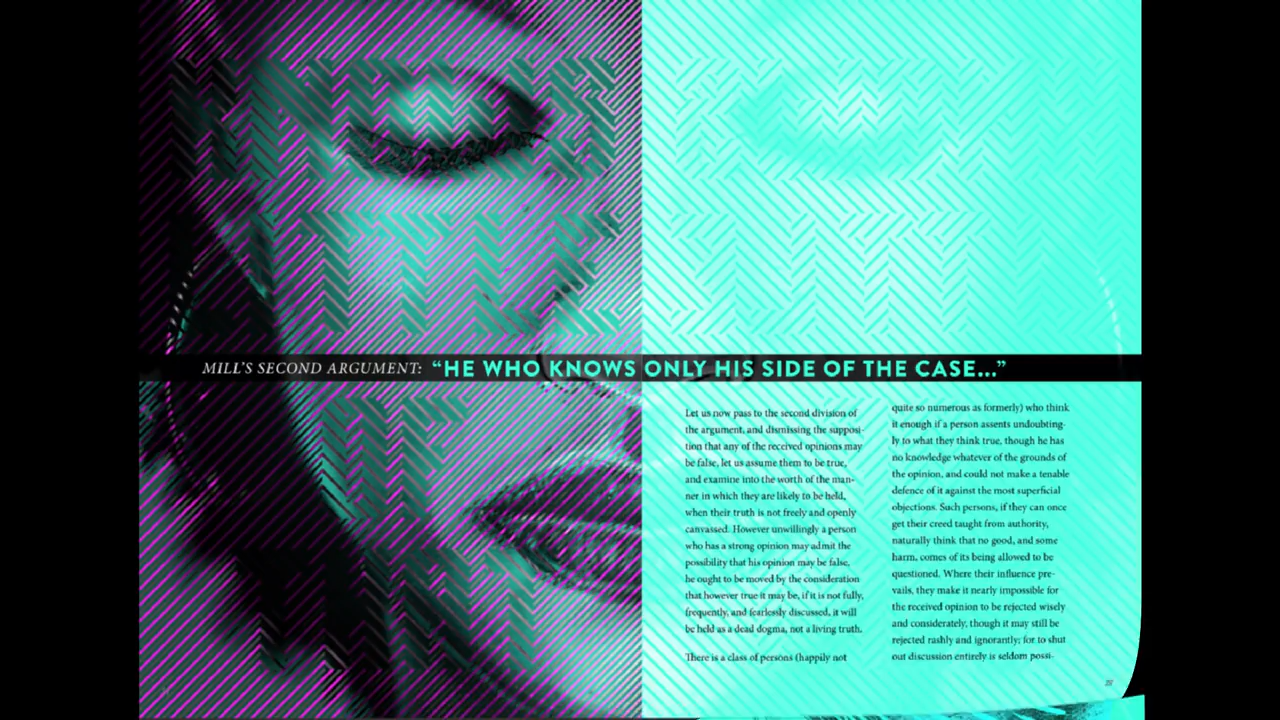 MILL'S SECOND ARGUMENT: “HE WHO KNOWS ONLY HIS SIDE OF THE CASE...”
Let us now pass to the second division of
the argument, and dismissing the supposi-
tion that any of the received opinions may
be false, let us assume them to be true,
and examine into the worth of the man-
ner in which they are likely to be held,
when their truth is not freely and openly
canvassed. However unwillingly a person
who has a strong opinion may admit the
possibility that his opinion may be false,
he ought to be moved by the consideration
that however true it may be, if it is not fully,
frequently, and fearlessly discussed, it will
be held as a dead dogma, not a living truth.
There is a class of persons (happily not
quite so numerous as formerly) who think
it enough if a person assents undoubting-
ly to what they think true, though he has
no knowledge whatever of the grounds of
the opinion, and could not make a tenable
defence of it against the most superficial
objections. Such persons, if they can once
get their creed taught from authority,
naturally think that no good, and some
harm, comes of its being allowed to be
questioned. Where their influence pre-
vails, they make it nearly impossible for
the received opinion to be rejected wisely
and considerately, though it may still be
rejected rashly and ignorantly; for to shut
out discussion entirely is seldom possi-